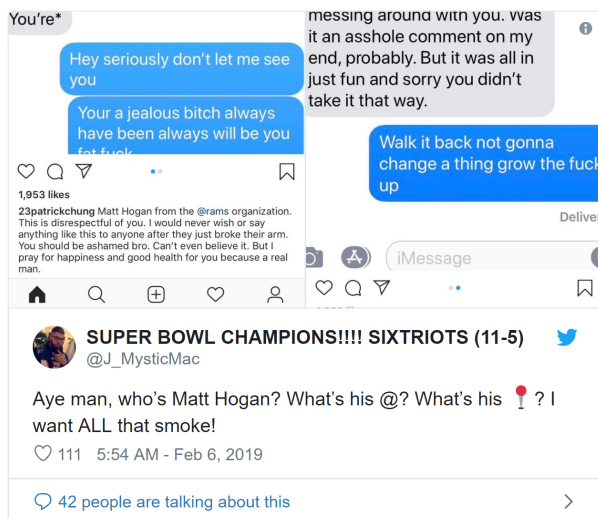 You're*
Hey seriously don't let me see
you
Your a jealous bitch always
have been always will be you
fat fuck
1,953 likes
23patrickchung Matt Hogan from the @rams organization.
This is disrespectful of you. I would never wish or say
anything like this to anyone after they just broke their arm.
You should be ashamed bro. Can't even believe it. But I
pray for happiness and good health for you because a real
man.
messing around with you. Was
it an asshole comment on my
end, probably. But it was all in
just fun and sorry you didn't
take it that way.
Walk it back not gonna
change a thing grow the fuck
up
Delive
iMessage
SUPER BOWL CHAMPIONS!!!! SIXTRIOTS (11-5)
@J_MysticMac
Aye man, who's Matt Hogan? What's his @? What's his 📍? I
want ALL that smoke!
111 5:54 AM - Feb 6, 2019
42 people are talking about this